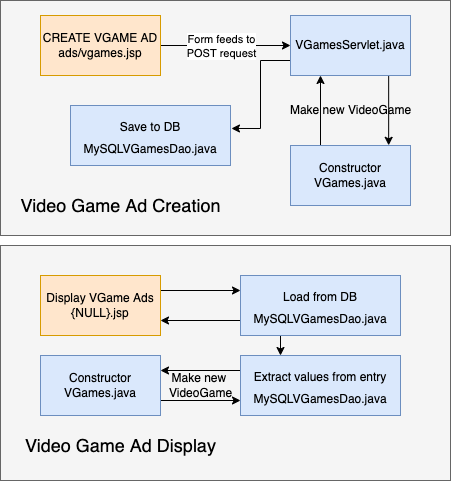 CREATE VGAME AD
ads/vgames.jsp
Form feeds to
POST request
VGamesServlet.java
Make new VideoGame
Save to DB
MySQLVGamesDao.java
Constructor
VGames.java
Video Game Ad Creation
Display VGame Ads
{NULL}.jsp
Load from DB
MySQLVGamesDao.java
Constructor
VGames.java
Make new
VideoGame
Extract values from entry
MySQLVGamesDao.java
Video Game Ad Display